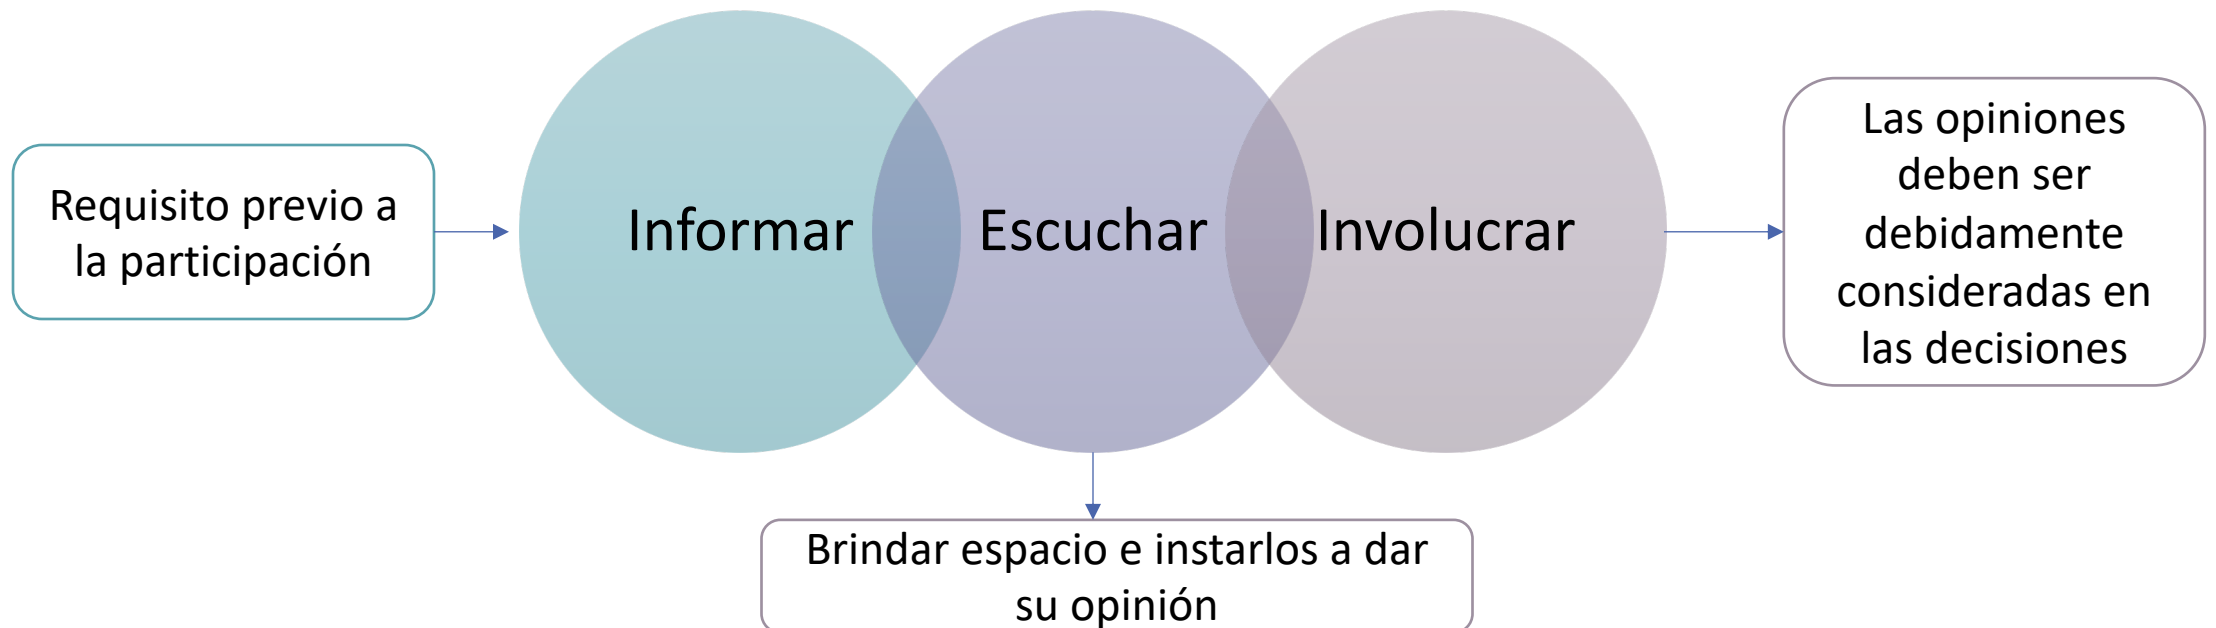 Requisito previo a
la participación
Informar
Escuchar
Involucrar
Las opiniones
deben ser
debidamente
consideradas en
las decisiones
Brindar espacio e instarlos a dar
su opinión